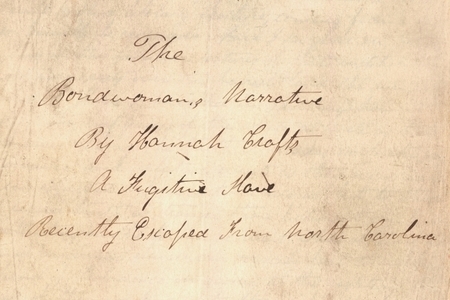 The
Bondwoman's Narrative
By Hannah Crafts
A Fugitive Slave
Recently Escaped From North Carolina